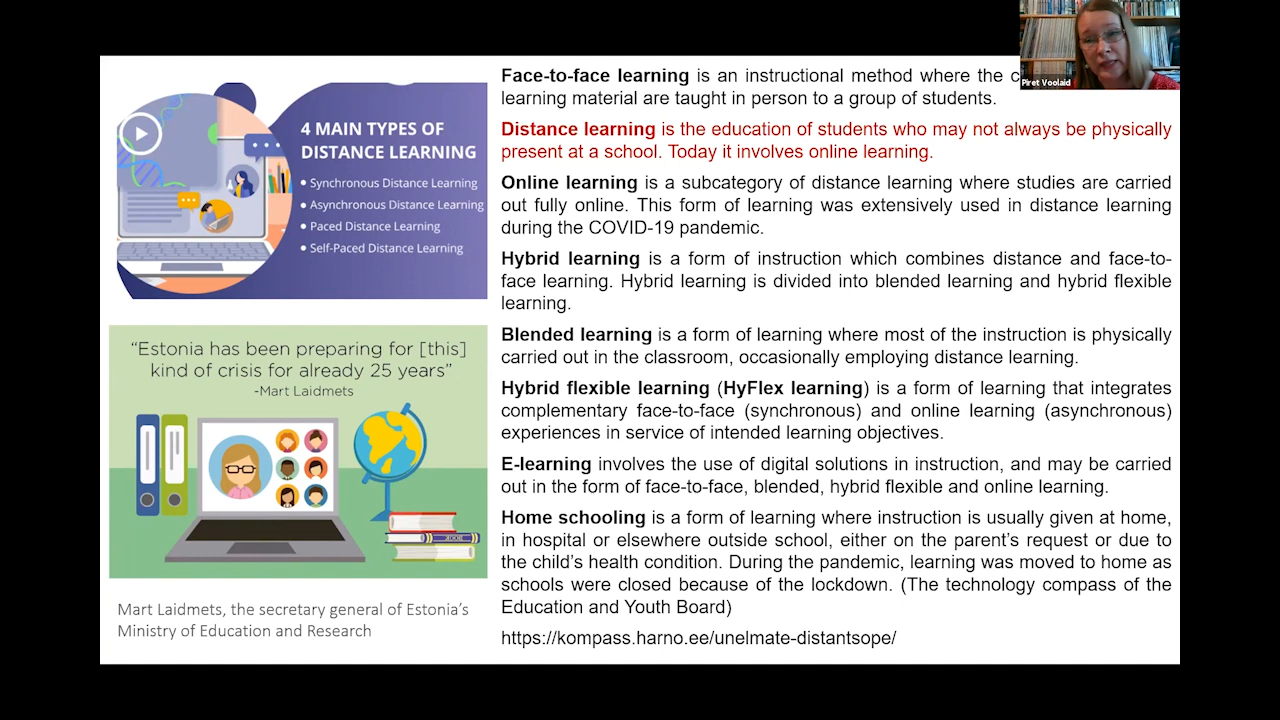 4 MAIN TYPES OF
DISTANCE LEARNING
• Synchronous Distance Learning
• Asynchronous Distance Learning
• Paced Distance Learning
• Self-Paced Distance Learning
“Estonia has been preparing for [this]
kind of crisis for already 25 years”
-Mart Laidmets
Mart Laidmets, the secretary general of Estonia’s
Ministry of Education and Research
Face-to-face learning is an instructional method where the
learning material are taught in person to a group of students.
Distance learning is the education of students who may not always be physically
present at a school. Today it involves online learning.
Online learning is a subcategory of distance learning where studies are carried
out fully online. This form of learning was extensively used in distance learning
during the COVID-19 pandemic.
Hybrid learning is a form of instruction which combines distance and face-to-
face learning. Hybrid learning is divided into blended learning and hybrid flexible
learning.
Blended learning is a form of learning where most of the instruction is physically
carried out in the classroom, occasionally employing distance learning.
Hybrid flexible learning (HyFlex learning) is a form of learning that integrates
complementary face-to-face (synchronous) and online learning (asynchronous)
experiences in service of intended learning objectives.
E-learning involves the use of digital solutions in instruction, and may be carried
out in the form of face-to-face, blended, hybrid flexible and online learning.
Home schooling is a form of learning where instruction is usually given at home,
in hospital or elsewhere outside school, either on the parent’s request or due to
the child’s health condition. During the pandemic, learning was moved to home as
schools were closed because of the lockdown. (The technology compass of the
Education and Youth Board)
https://kompass.harno.ee/unelmate-distantsope/
Piret Voolaid